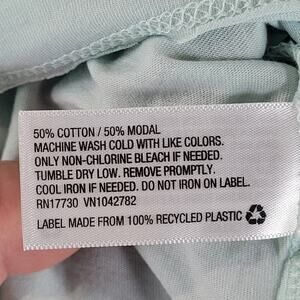 50% COTTON / 50% MODAL
MACHINE WASH COLD WITH LIKE COLORS.
ONLY NON-CHLORINE BLEACH IF NEEDED.
TUMBLE DRY LOW. REMOVE PROMPTLY.
COOL IRON IF NEEDED. DO NOT IRON ON LABEL.
RN17730 VN1042782
LABEL MADE FROM 100% RECYCLED PLASTIC